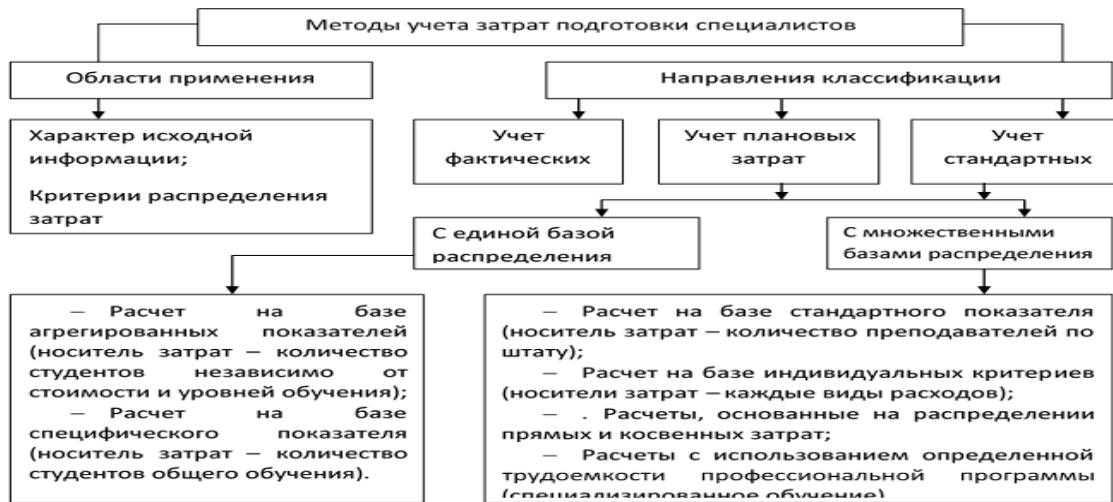 Методы учета затрат подготовки специалистов
Области применения
Направления классификации
Характер исходной
информации;
Критерии распределения
затрат
Учет
фактических
Учет плановых
затрат
Учет
стандартных
С единой базой
распределения
С множественными
базами распределения
– Расчет на базе
агрегированных показателей
(носитель затрат – количество
студентов независимо от
стоимости и уровней обучения);
– Расчет на базе
специфического показателя
(носитель затрат – количество
студентов общего обучения).
– Расчет на базе стандартного показателя
(носитель затрат – количество преподавателей по
штату);
– Расчет на базе индивидуальных критериев
(носители затрат – каждые виды расходов);
– . Расчеты, основанные на распределении
прямых и косвенных затрат;
– Расчеты с использованием определенной
трудоемкости профессиональной программы
(специализированное обучение)